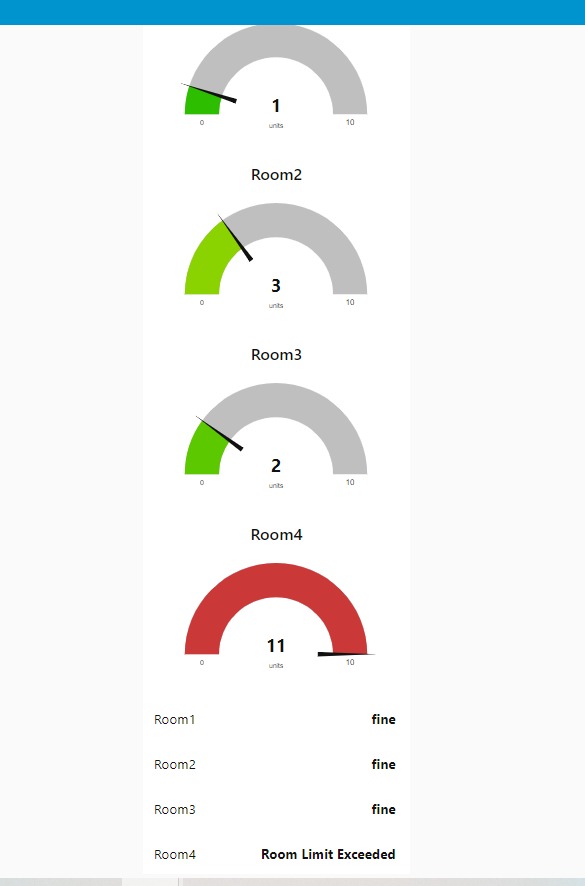 1
0 units 10
Room2
3
0 units 10
Room3
2
0 units 10
Room4
11
0 units 10
Room1 fine
Room2 fine
Room3 fine
Room4 Room Limit Exceeded